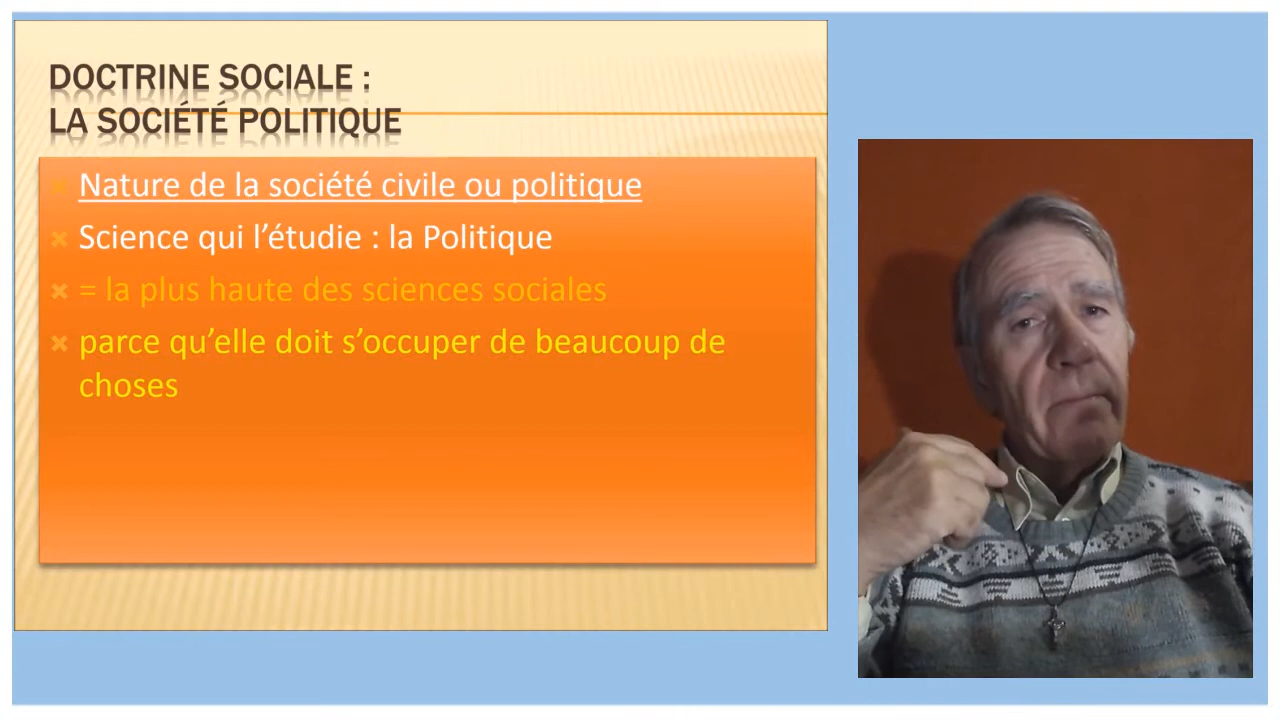 DOCTRINE SOCIALE :
LA SOCIÉTÉ POLITIQUE
Nature de la société civile ou politique
Science qui l’étudie : la Politique
= la plus haute des sciences sociales
parce qu’elle doit s’occuper de beaucoup de
choses